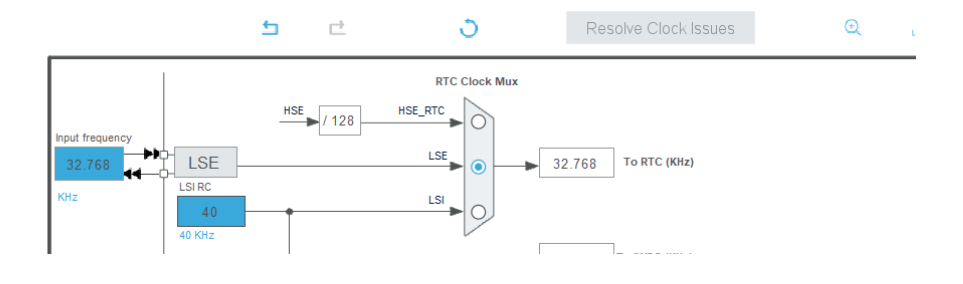 Resolve Clock Issues
RTC Clock Mux
HSE
/ 128
HSE_RTC
Input frequency
32.768
KHz
LSE
LSE
32.768
To RTC (KHz)
LSI RC
40
40 KHz
LSI